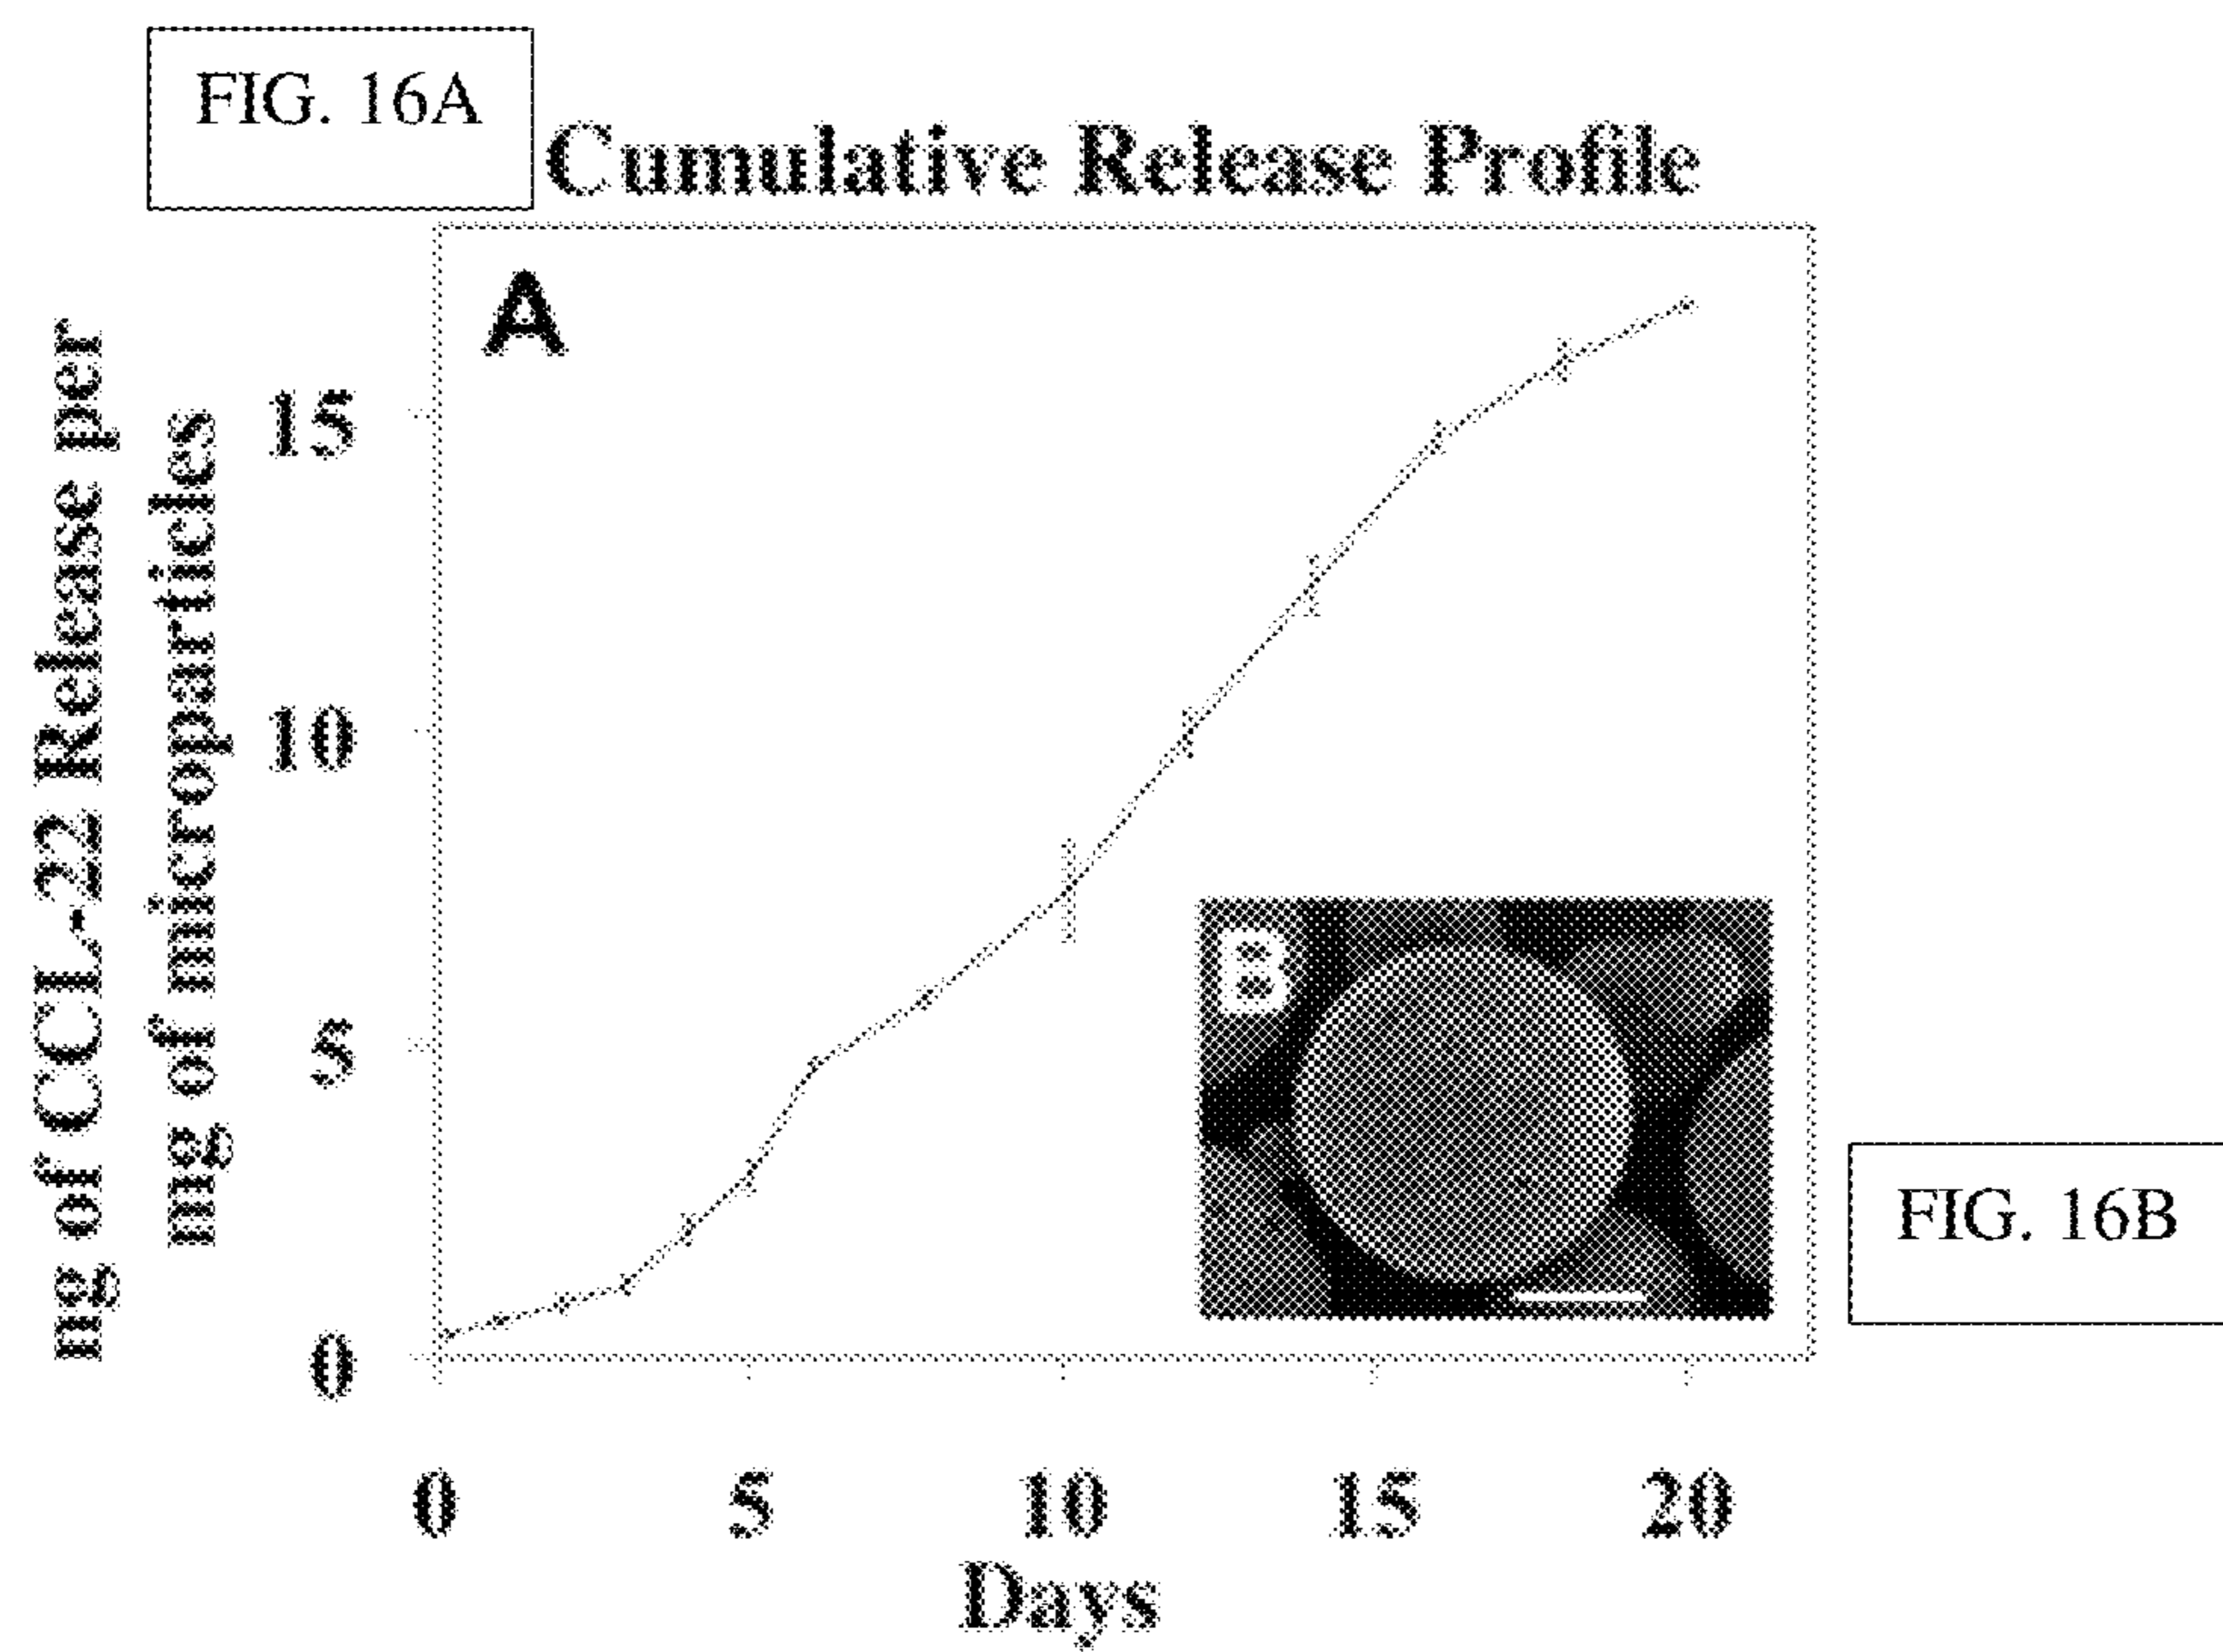 FIG. 16A
Cumulative Release Profile
A
ng of CCL-22 Release per
mg of microparticles
15
10
5
0
B
FIG. 16B
0 5 10 15 20
Days